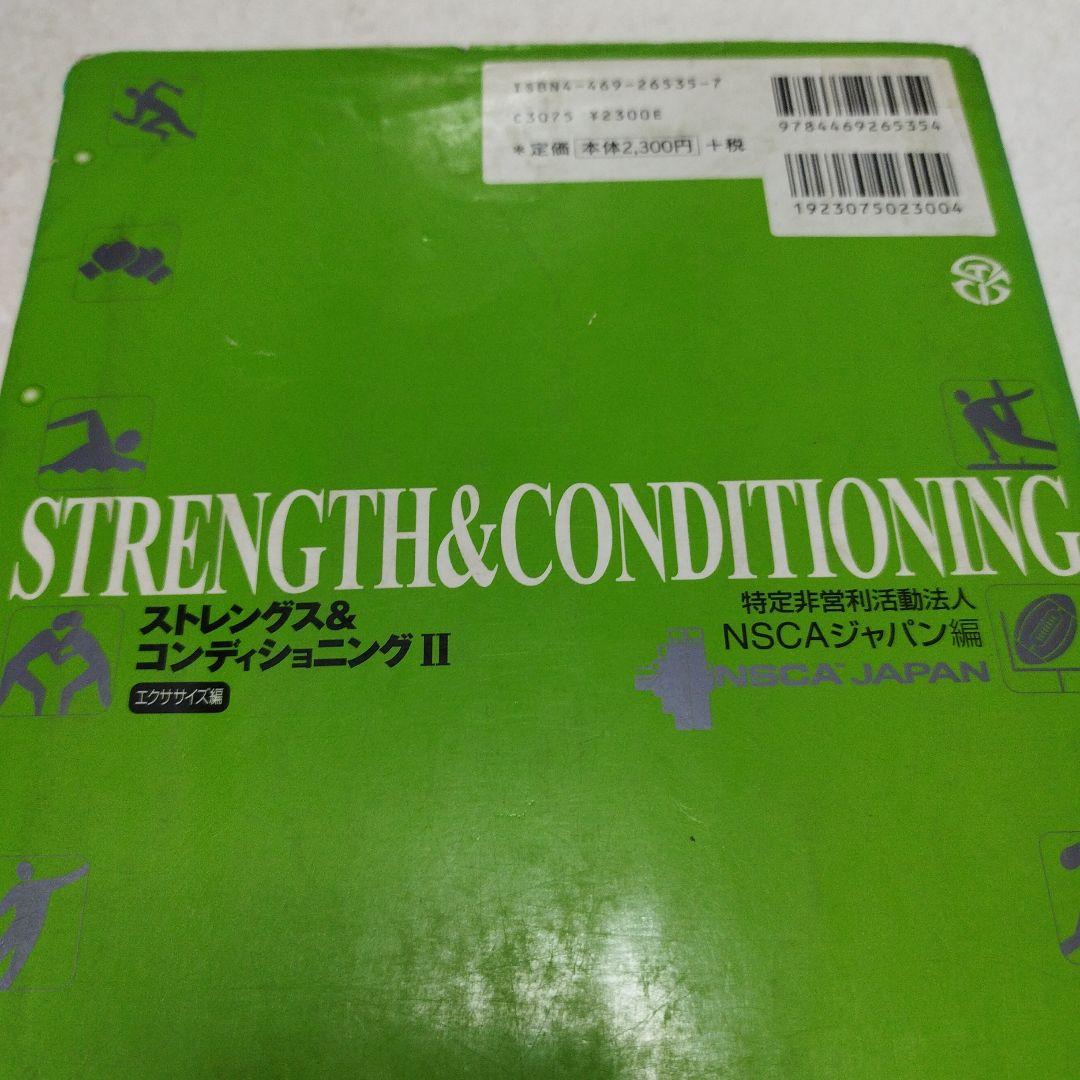 ISBN4-469-26535-7
C3075 ¥2300E
*定価 本体2,300円 +税
9784469265354
1923075023004
STRENGTH&CONDITIONING
ストレングス&
コンディショニングII
エクササイズ編
特定非営利活動法人
NSCAジャパン編
NSCA™ JAPAN